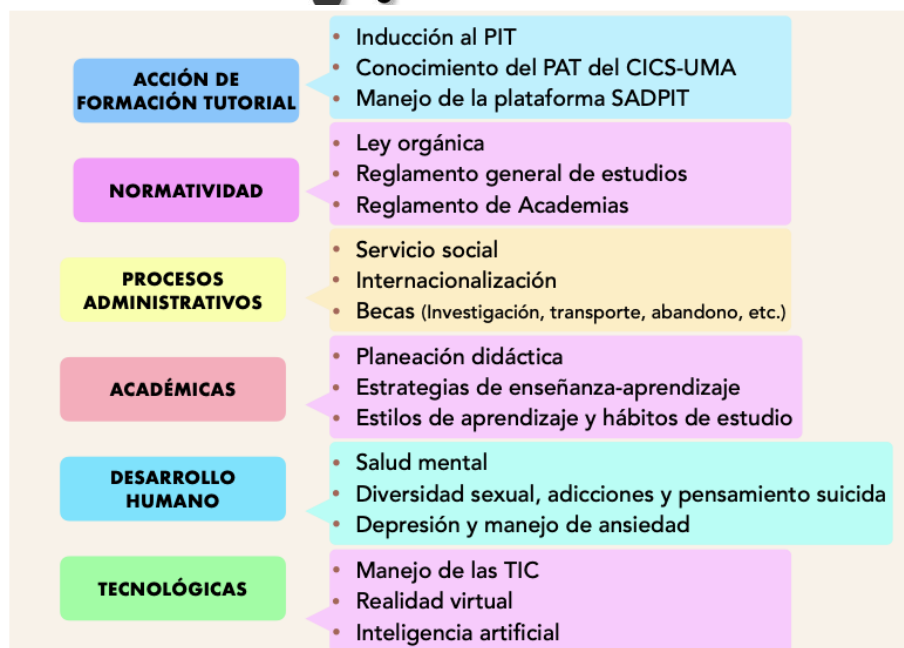 ACCIÓN DE
FORMACIÓN TUTORIAL
• Inducción al PIT
• Conocimiento del PAT del CICS-UMA
• Manejo de la plataforma SADPIT
NORMATIVIDAD
• Ley orgánica
• Reglamento general de estudios
• Reglamento de Academias
PROCESOS
ADMINISTRATIVOS
• Servicio social
• Internacionalización
• Becas (Investigación, transporte, abandono, etc.)
ACADÉMICAS
• Planeación didáctica
• Estrategias de enseñanza-aprendizaje
• Estilos de aprendizaje y hábitos de estudio
DESARROLLO
HUMANO
• Salud mental
• Diversidad sexual, adicciones y pensamiento suicida
• Depresión y manejo de ansiedad
TECNOLÓGICAS
• Manejo de las TIC
• Realidad virtual
• Inteligencia artificial